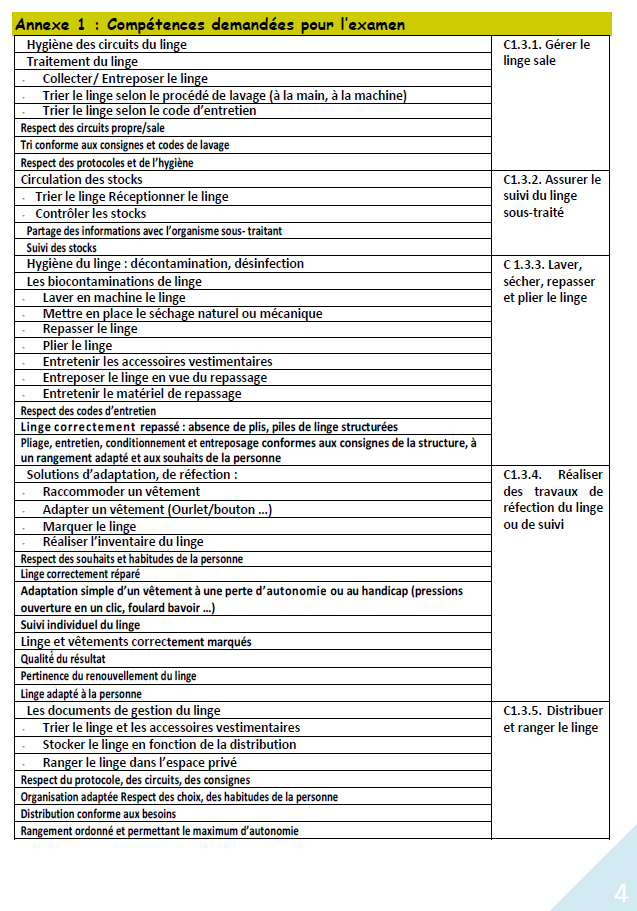 Annexe 1 : Compétences demandées pour l’examen
Hygiène des circuits du linge
C1.3.1. Gérer le
linge sale
Traitement du linge
- Collecter/ Entreposer le linge
- Trier le linge selon le procédé de lavage (à la main, à la machine)
- Trier le linge selon le code d’entretien
Respect des circuits propre/sale
Tri conforme aux consignes et codes de lavage
Respect des protocoles et de l’hygiène
Circulation des stocks
C1.3.2. Assurer le
suivi du linge
sous-traité
- Trier le linge Réceptionner le linge
- Contrôler les stocks
Partage des informations avec l’organisme sous- traitant
Suivi des stocks
Hygiène du linge : décontamination, désinfection
C 1.3.3. Laver,
sécher, repasser
et plier le linge
Les biocontaminations de linge
- Laver en machine le linge
- Mettre en place le séchage naturel ou mécanique
- Repasser le linge
- Plier le linge
- Entretenir les accessoires vestimentaires
- Entreposer le linge en vue du repassage
- Entretenir le matériel de repassage
Respect des codes d’entretien
Linge correctement repassé : absence de plis, piles de linge structurées
Pliage, entretien, conditionnement et entreposage conformes aux consignes de la structure, à
un rangement adapté et aux souhaits de la personne
Solutions d’adaptation, de réfection :
C1.3.4. Réaliser
des travaux de
réfection du linge
ou de suivi
- Raccommoder un vêtement
- Adapter un vêtement (Ourlet/bouton …)
- Marquer le linge
- Réaliser l’inventaire du linge
Respect des souhaits et habitudes de la personne
Linge correctement réparé
Adaptation simple d’un vêtement à une perte d’autonomie ou au handicap (pressions
ouverture en un clic, foulard bavoir …)
Suivi individuel du linge
Linge et vêtements correctement marqués
Qualité du résultat
Pertinence du renouvellement du linge
Linge adapté à la personne
Les documents de gestion du linge
C1.3.5. Distribuer
et ranger le linge
- Trier le linge et les accessoires vestimentaires
- Stocker le linge en fonction de la distribution
- Ranger le linge dans l’espace privé
Respect du protocole, des circuits, des consignes
Organisation adaptée Respect des choix, des habitudes de la personne
Distribution conforme aux besoins
Rangement ordonné et permettant le maximum d’autonomie
4